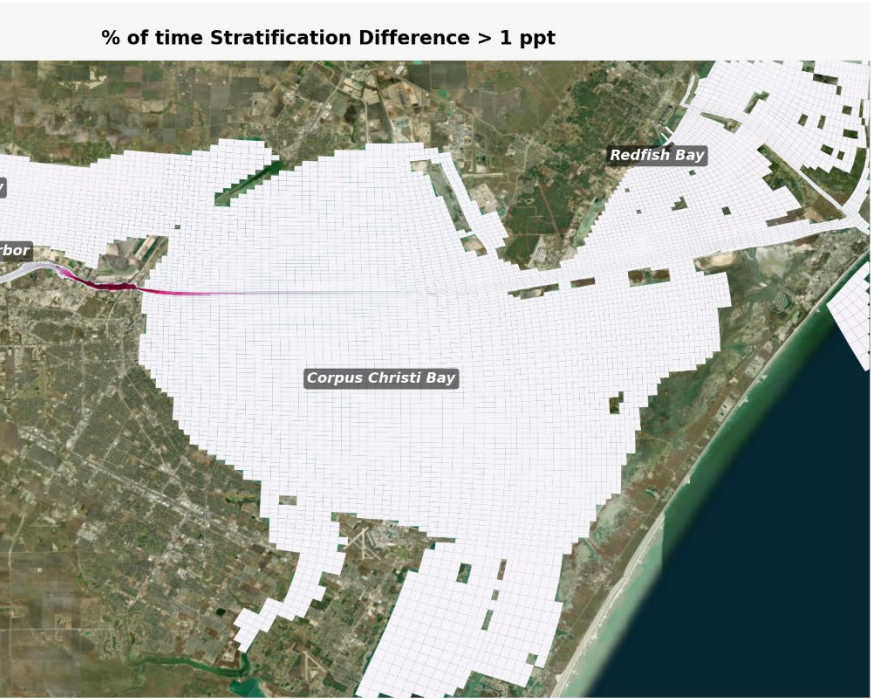 % of time Stratification Difference > 1 ppt
Redfish Bay
Corpus Christi Bay